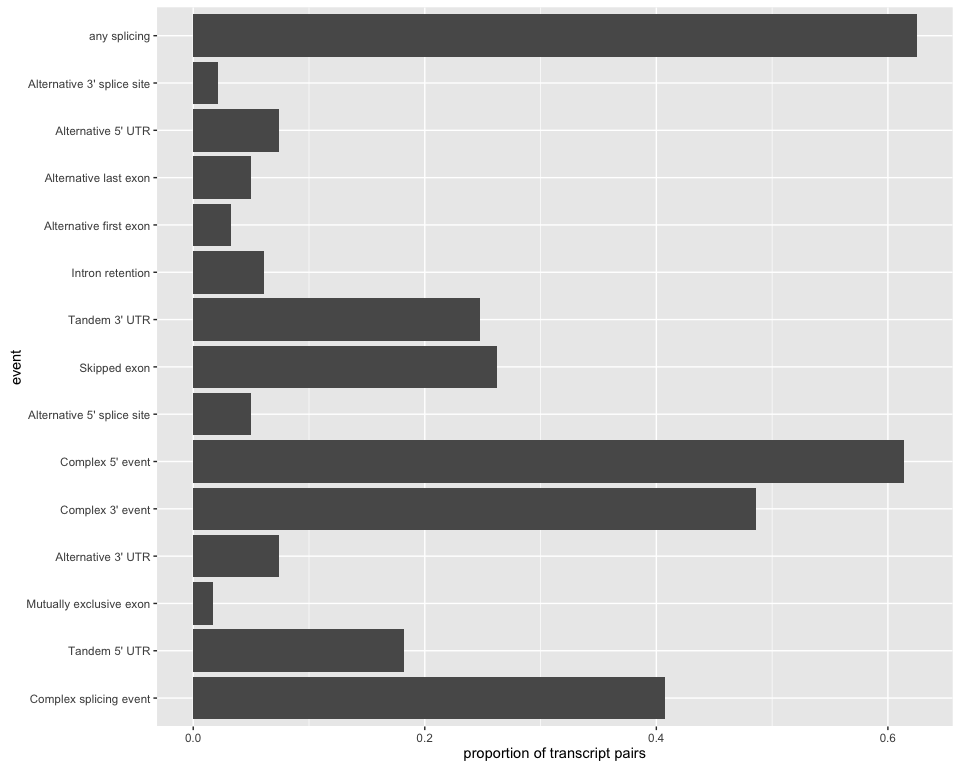 any splicing
Alternative 3' splice site
Alternative 5' UTR
Alternative last exon
Alternative first exon
Intron retention
Tandem 3' UTR
Skipped exon
Alternative 5' splice site
Complex 5' event
Complex 3' event
Alternative 3' UTR
Mutually exclusive exon
Tandem 5' UTR
Complex splicing event
event
0.0 0.2 0.4 0.6
proportion of transcript pairs